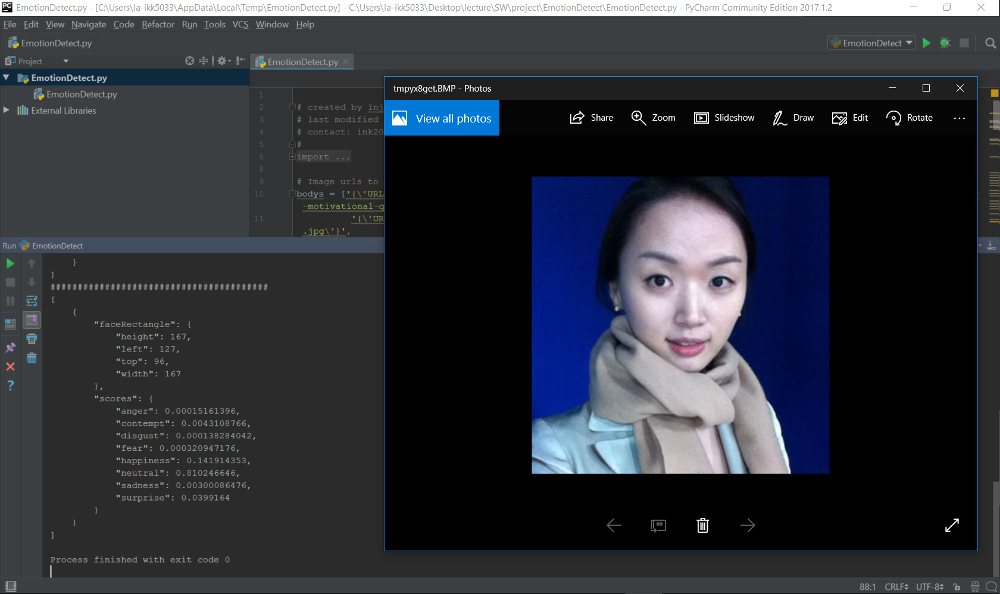 PC EmotionDetect.py - [C:\Users\la-ikk5033\AppData\Local\Temp\EmotionDetect.py] - C:\Users\la-ikk5033\Desktop\lecture\SW\project\EmotionDetect\EmotionDetect.py - PyCharm Community Edition 2017.1.2
File Edit View Navigate Code Refactor Run Tools VCS Window Help
EmotionDetect.py
EmotionDetect
Project
EmotionDetect.py
EmotionDetect.py
EmotionDetect.py
External Libraries
1
2 # created by Inj
3 # last modified
4 # contact: ink20
5 #
6 import ...
8
9 # Image urls to
10 bodys = ['{\'URL
-motivational-q
11 '{\'UR
.jpg\'}',
tmpyx8get.BMP - Photos
View all photos Share Zoom Slideshow Draw Edit Rotate ...
Run EmotionDetect
}
]
########################################
[
{
"faceRectangle": {
"height": 167,
"left": 127,
"top": 96,
"width": 167
},
"scores": {
"anger": 0.00015161396,
"contempt": 0.0043108766,
"disgust": 0.000138284042,
"fear": 0.000320947176,
"happiness": 0.141914353,
"neutral": 0.810246646,
"sadness": 0.00300086476,
"surprise": 0.0399164
}
}
]
Process finished with exit code 0
88:1 CRLF UTF-8